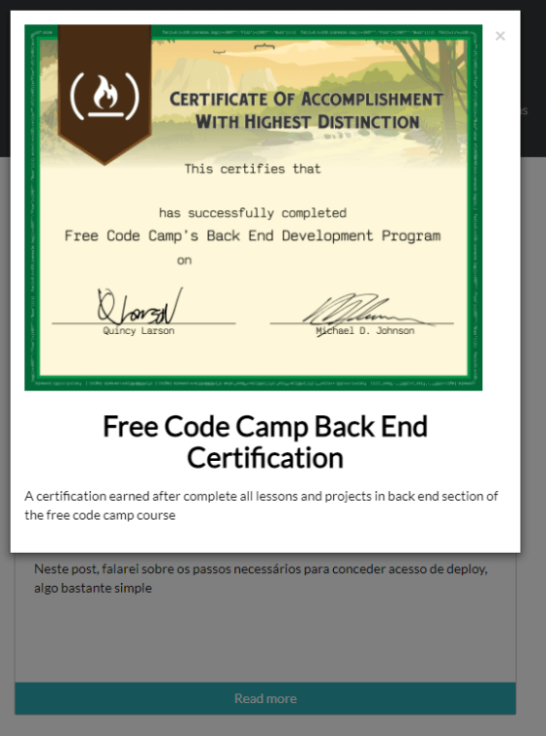 ×
CERTIFICATE OF ACCOMPLISHMENT
WITH HIGHEST DISTINCTION
This certifies that
has successfully completed
Free Code Camp's Back End Development Program
on
Quincy Larson
Michael D. Johnson
Free Code Camp Back End
Certification
A certification earned after complete all lessons and projects in back end section of
the free code camp course
Neste post, falarei sobre os passos necessários para conceder acesso de deploy,
algo bastante simple
Read more